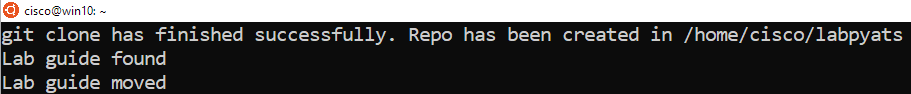 cisco@win10: ~
git clone has finished successfully. Repo has been created in /home/cisco/labpyats
Lab guide found
Lab guide moved